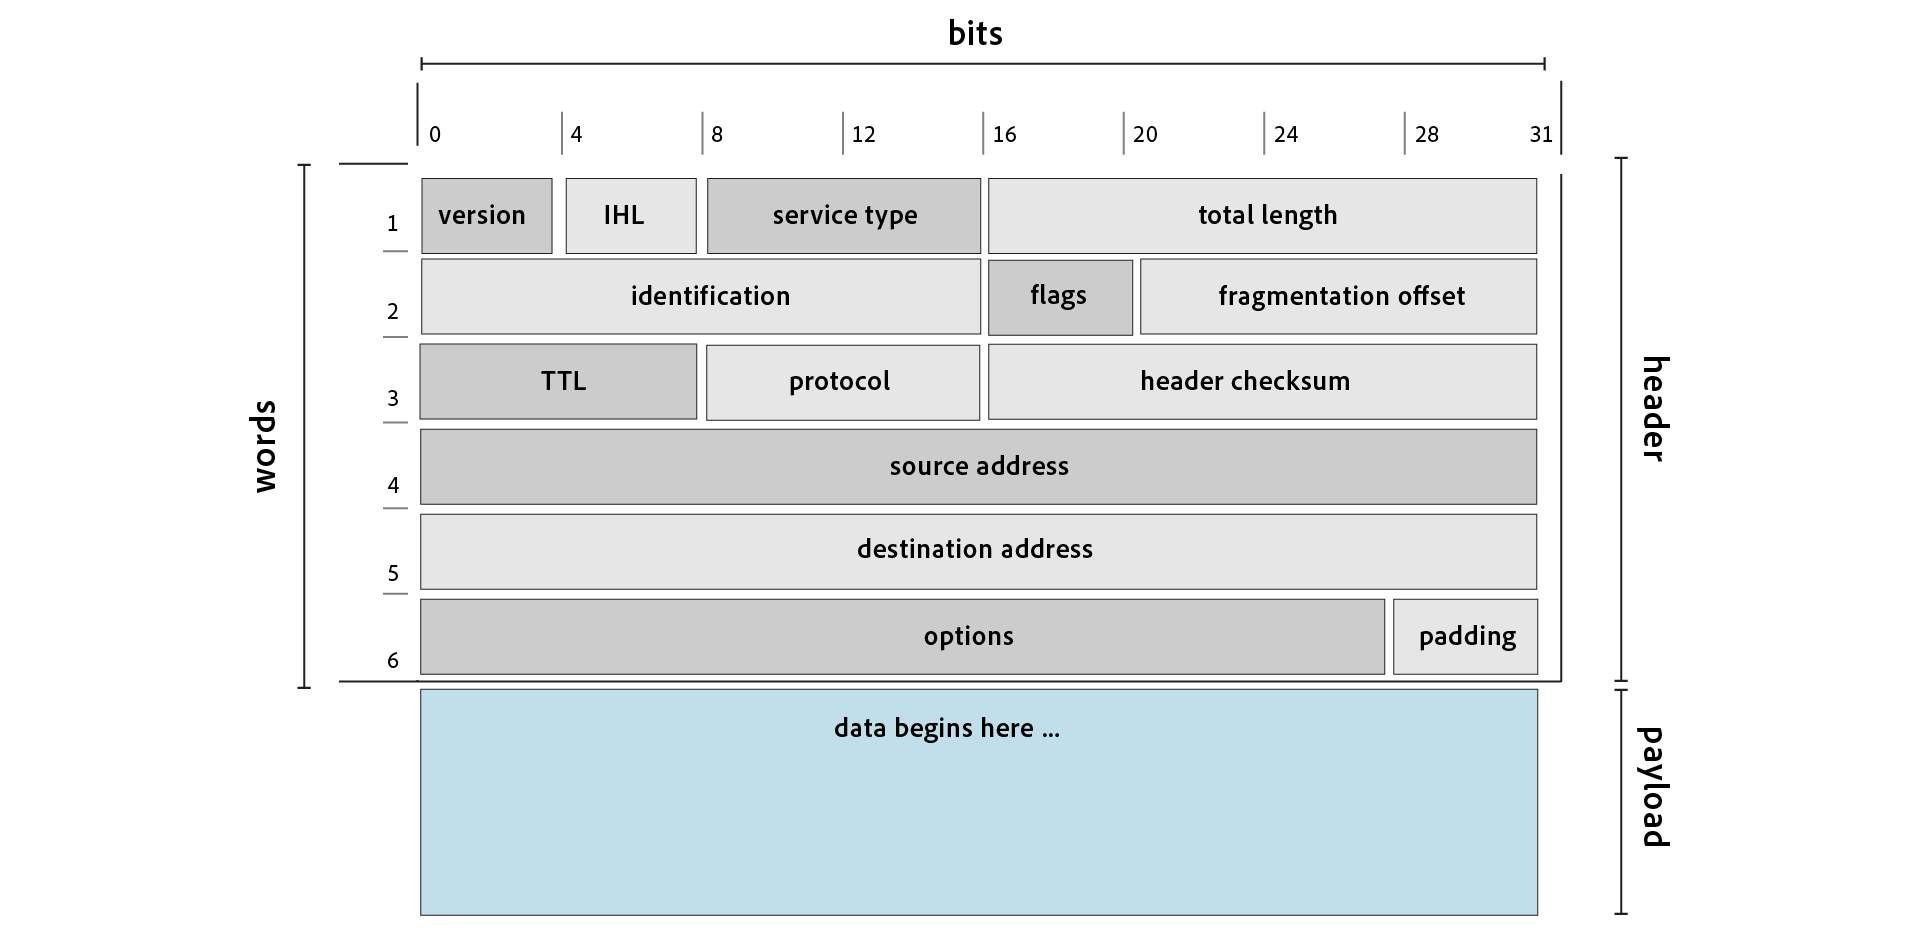 bits
0 4 8 12 16 20 24 28 31
1 version IHL service type total length
2 identification flags fragmentation offset
3 TTL protocol header checksum
4 source address
5 destination address
6 options padding
data begins here ...
words
header
payload